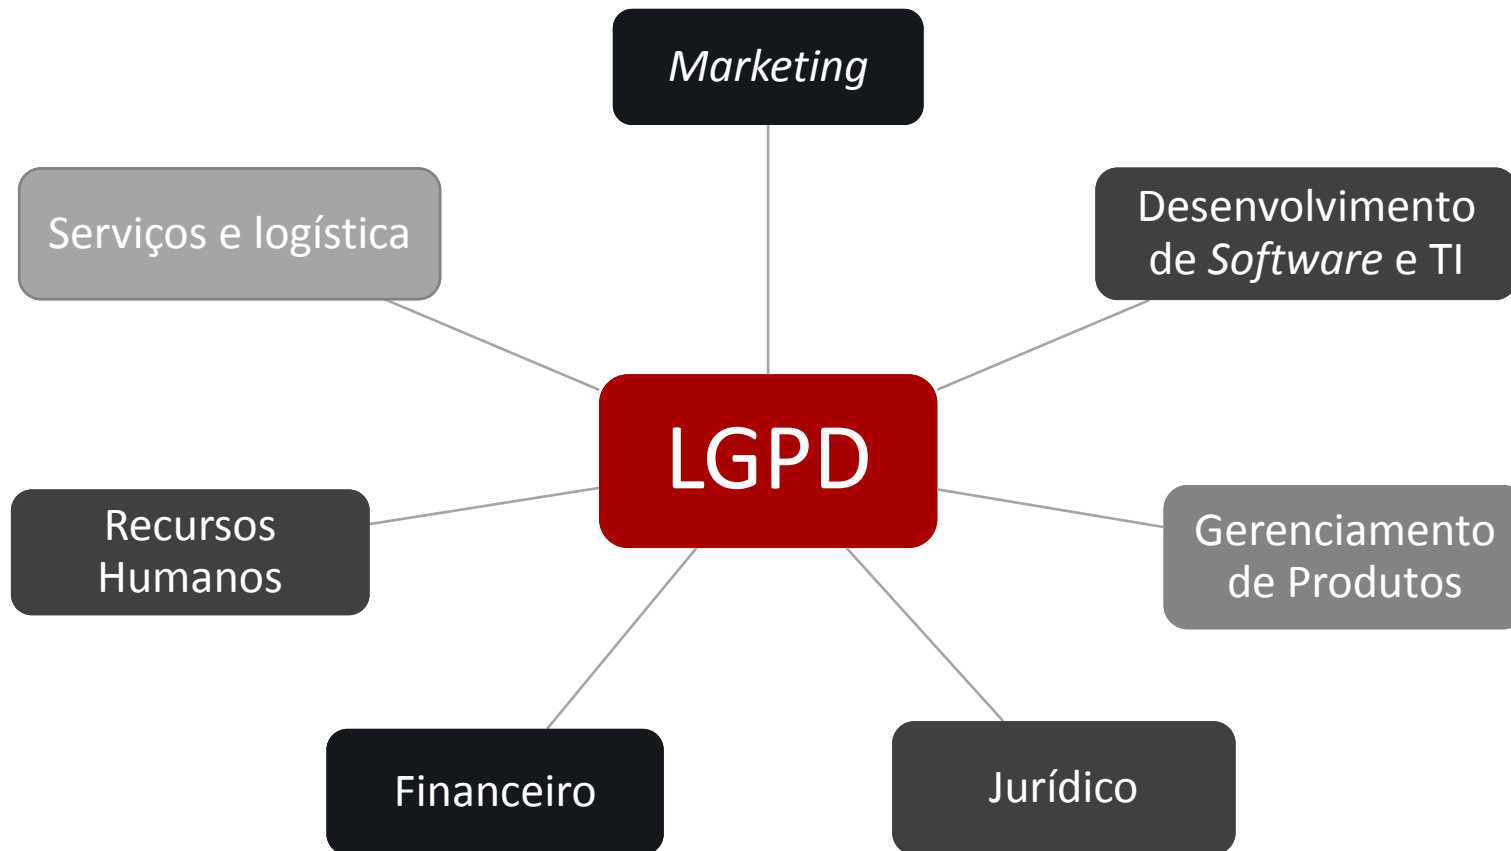 Marketing
Serviços e logística
Desenvolvimento
de Software e TI
LGPD
Recursos
Humanos
Gerenciamento
de Produtos
Financeiro
Jurídico